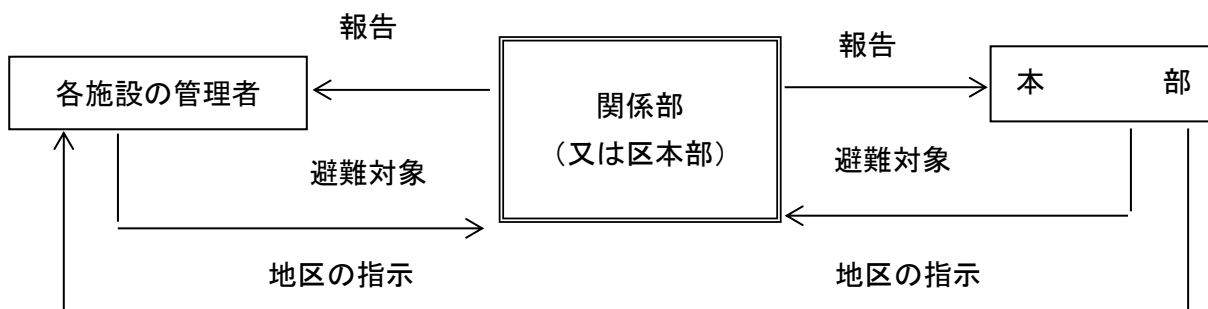 報告
報告
各施設の管理者
関係部
（又は区本部）
本 部
避難対象
避難対象
地区の指示
地区の指示